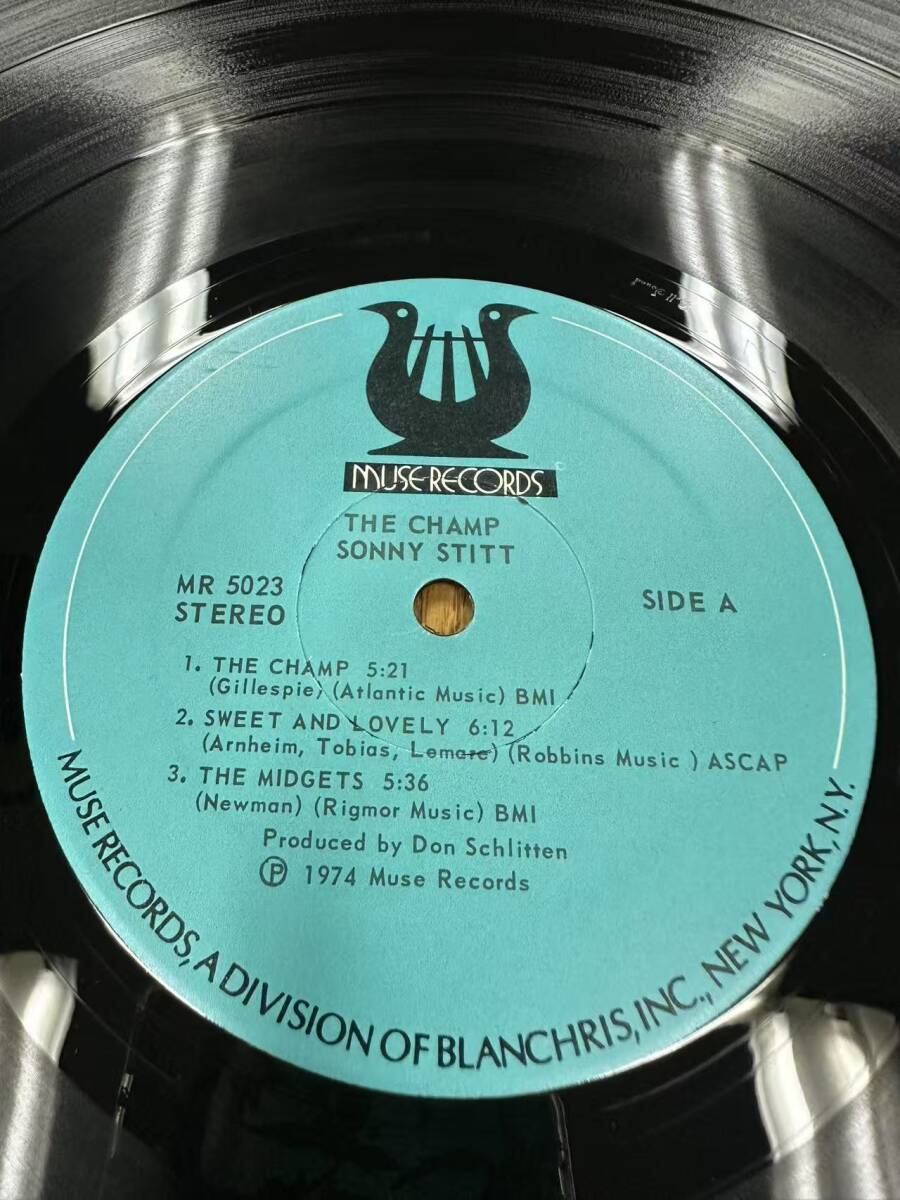 Bell Sound
MUSE RECORDS
THE CHAMP
SONNY STITT
MR 5023
STEREO
SIDE A
1. THE CHAMP 5:21
(Gillespie) (Atlantic Music) BMI
2. SWEET AND LOVELY 6:12
(Arnheim, Tobias, Lemare) (Robbins Music ) ASCAP
3. THE MIDGETS 5:36
(Newman) (Rigmor Music) BMI
Produced by Don Schlitten
Ⓟ 1974 Muse Records
MUSE RECORDS, A DIVISION OF BLANCHRIS, INC., NEW YORK, N.Y.